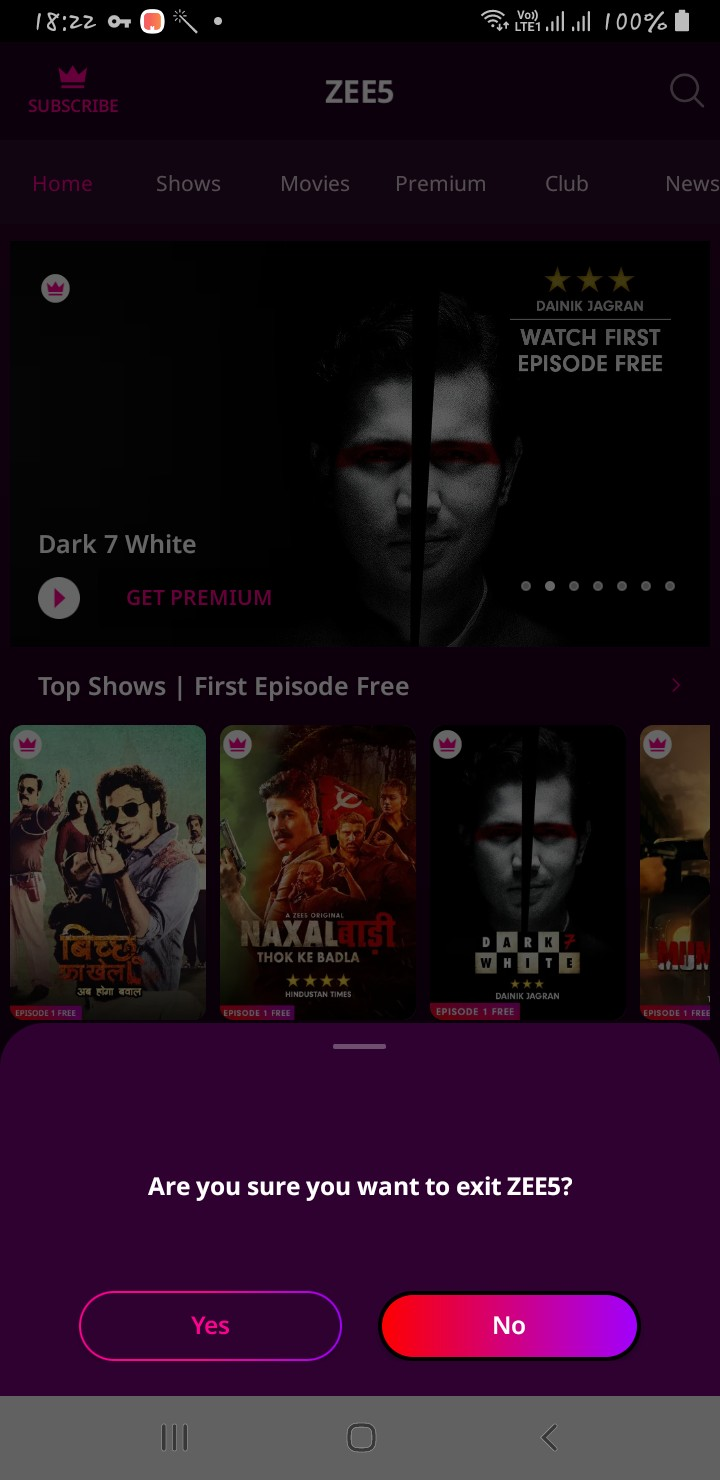 18:22 Vo)) LTE1 100%
SUBSCRIBE
ZEE5
Home Shows Movies Premium Club News
DAINIK JAGRAN
WATCH FIRST
EPISODE FREE
Dark 7 White
GET PREMIUM
Top Shows | First Episode Free
बिच्छू
का खेल
अब होगा बवाल
EPISODE 1 FREE
A ZEE5 ORIGINAL
NAXALबाड़ी
THOK KE BADLA
HINDUSTAN TIMES
EPISODE 1 FREE
DARK 7
WHITE
DAINIK JAGRAN
EPISODE 1 FREE
MUM
EPISODE 1 FREE
Are you sure you want to exit ZEE5?
Yes No